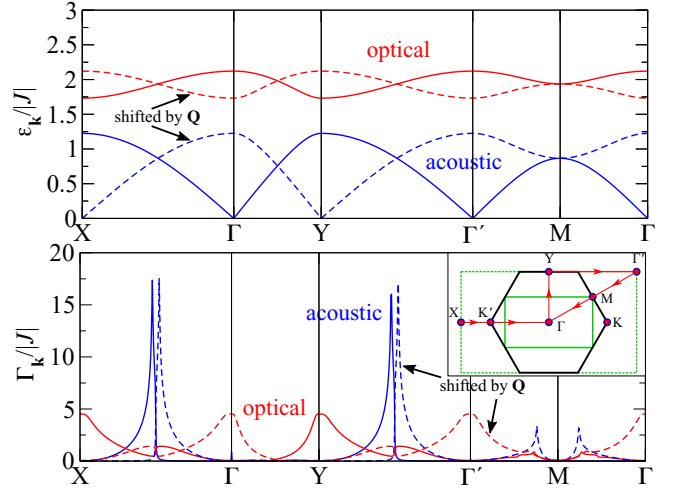 3
2.5
2
1.5
1
0.5
0
ε_k/|J|
optical
shifted by Q
acoustic
X Γ Y Γ′ M Γ
20
15
10
5
0
Γ_k/|J|
acoustic
optical
shifted by Q
Y Γ′
M
X K′ Γ K
X Γ Y Γ′ M Γ